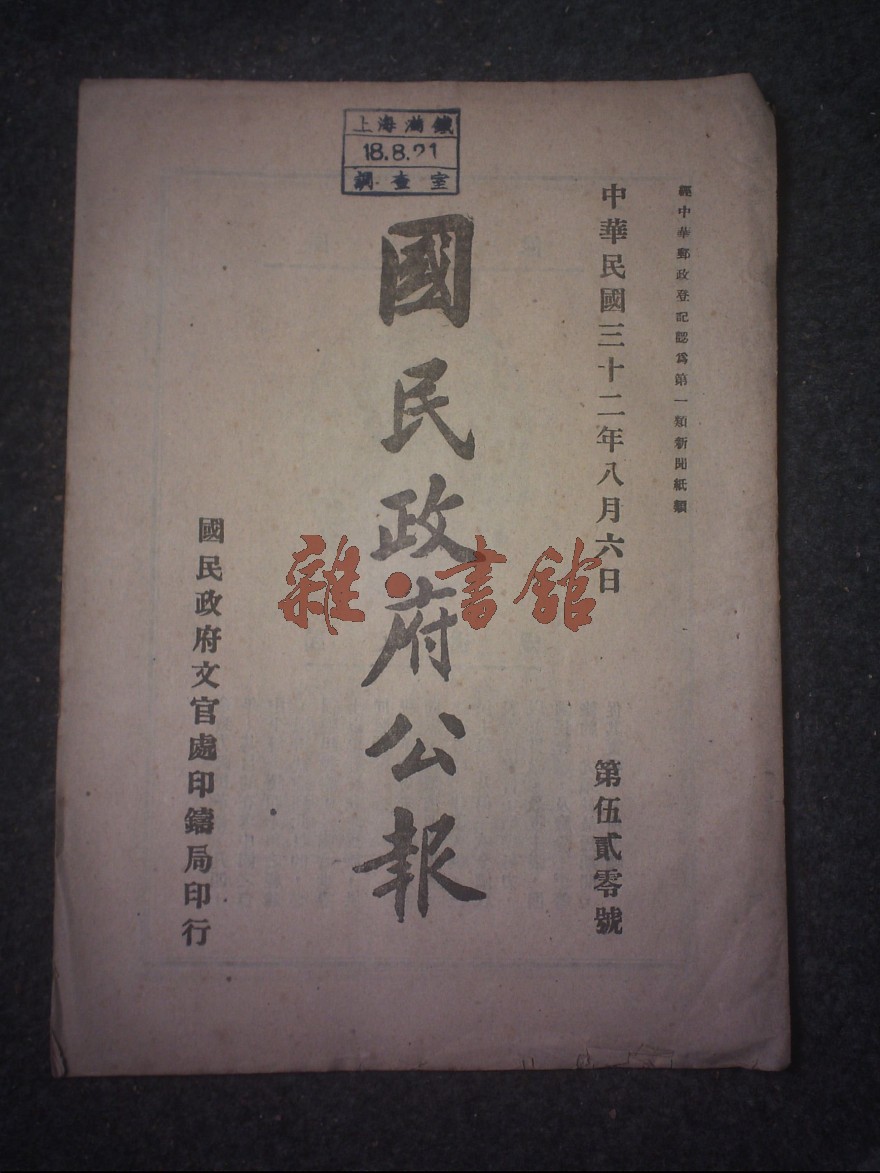 經中華郵政登記認爲第一類新聞紙類
中華民國三十二年八月六日
第伍貳零號
上海滿鐵
18.8.21
調查室
國民政府公報
國民政府文官處印鑄局印行
雜·書館